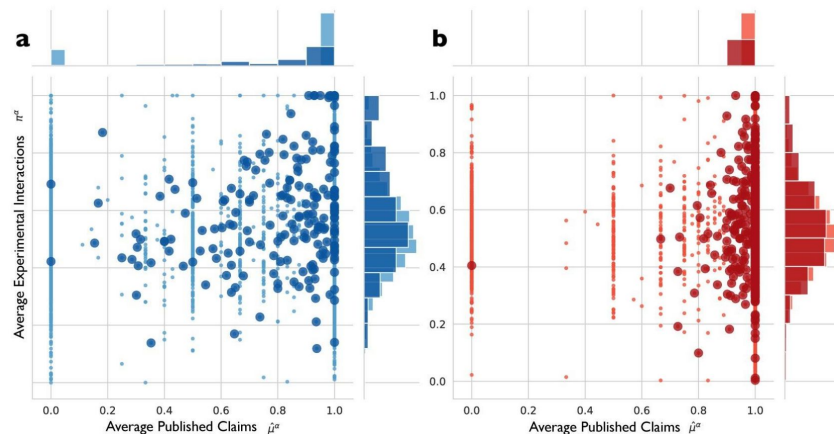 a
b
Average Experimental Interactions π^α
1.0
0.8
0.6
0.4
0.2
0.0
0.0 0.2 0.4 0.6 0.8 1.0
0.0 0.2 0.4 0.6 0.8 1.0
Average Published Claims μ̂^α
Average Published Claims μ̂^α